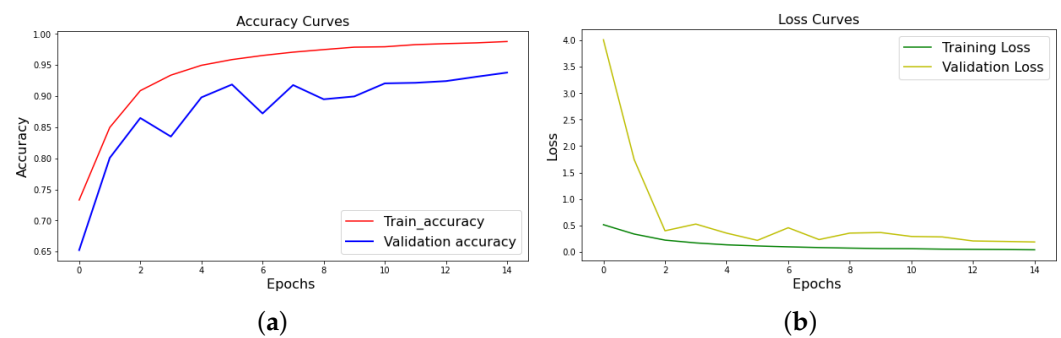 Accuracy Curves
1.00
0.95
0.90
0.85
0.80
0.75
0.70
0.65
Accuracy
Train_accuracy
Validation accuracy
0 2 4 6 8 10 12 14
Epochs
(a)
Loss Curves
4.0
3.5
3.0
2.5
2.0
1.5
1.0
0.5
0.0
Loss
Training Loss
Validation Loss
0 2 4 6 8 10 12 14
Epochs
(b)